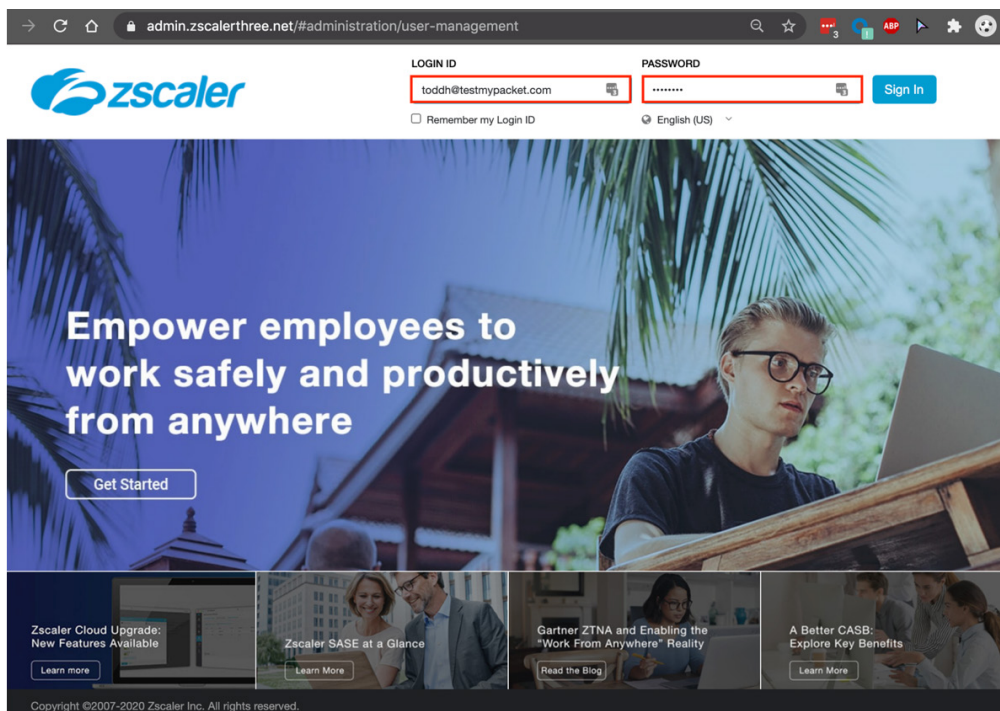 admin.zscalerthree.net/#administration/user-management
3
ABP
zscaler
LOGIN ID
PASSWORD
toddh@testmypacket.com
········
Sign In
Remember my Login ID
English (US)
Empower employees to
work safely and productively
from anywhere
Get Started
Zscaler Cloud Upgrade:
New Features Available
Learn more
Zscaler SASE at a Glance
Learn More
Gartner ZTNA and Enabling the
"Work From Anywhere" Reality
Read the Blog
A Better CASB:
Explore Key Benefits
Learn More
Copyright ©2007-2020 Zscaler Inc. All rights reserved.